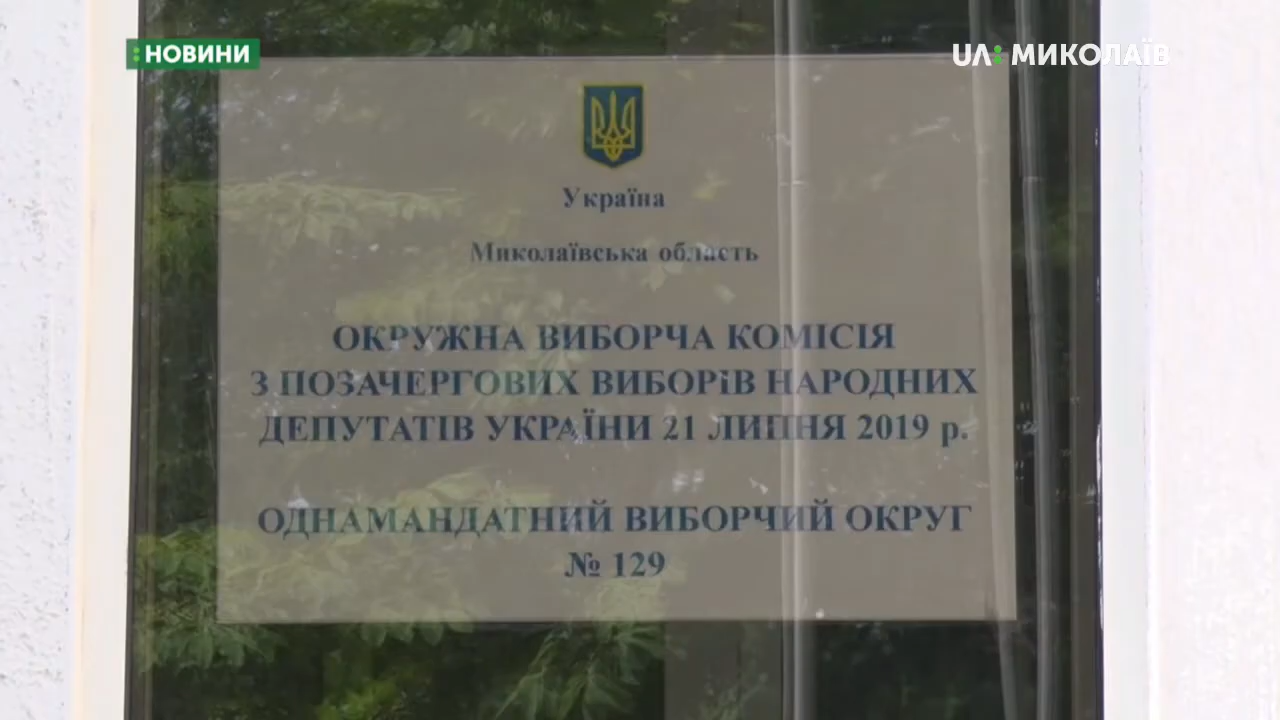 :НОВИНИ
UA: МИКОЛАЇВ
Україна
Миколаївська область
ОКРУЖНА ВИБОРЧА КОМІСІЯ
З ПОЗАЧЕРГОВИХ ВИБОРІВ НАРОДНИХ
ДЕПУТАТІВ УКРАЇНИ 21 ЛИПНЯ 2019 р.
ОДНАМАНДАТНИЙ ВИБОРЧИЙ ОКРУГ
№ 129